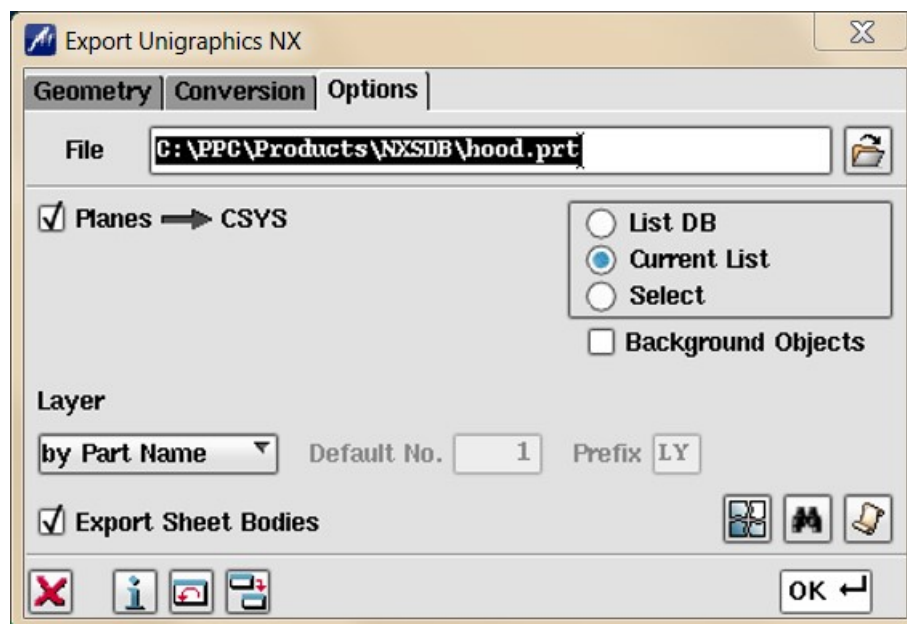 Export Unigraphics NX
Geometry Conversion Options
File C:\PPC\Products\NXSDB\hood.prt
Planes CSYS
List DB
Current List
Select
Background Objects
Layer
by Part Name Default No. 1 Prefix LY
Export Sheet Bodies
OK